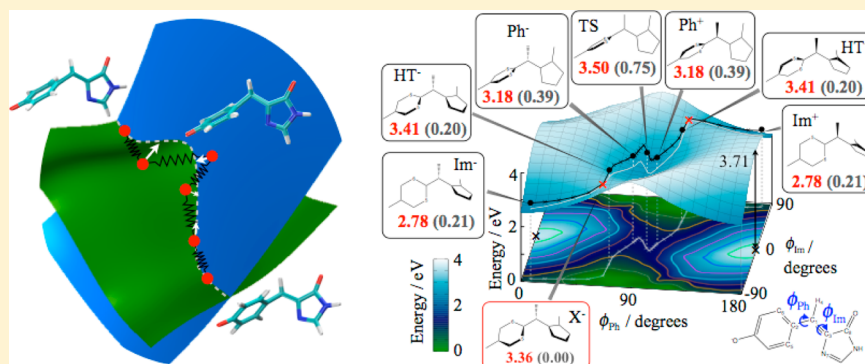 HT⁻
3.41 (0.20)
Ph⁻
3.18 (0.39)
TS
3.50 (0.75)
Ph⁺
3.18 (0.39)
HT
3.41 (0.20)
Im⁻
2.78 (0.21)
Im⁺
2.78 (0.21)
3.71
Energy / eV
4
2
0
Energy / eV
4
2
0
0
90
180
ϕPh / degrees
90
0
-90
ϕIm /
degrees
X⁻
3.36 (0.00)
ϕPh
ϕIm
O
NH